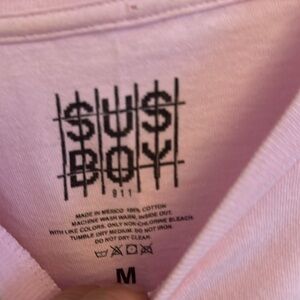 SUS
BOY
911
MADE IN MEXICO 100% COTTON
MACHINE WASH WARM, INSIDE OUT.
WITH LIKE COLORS. ONLY NON-CHLORINE BLEACH.
TUMBLE DRY MEDIUM. DO NOT IRON.
DO NOT DRY CLEAN.
M